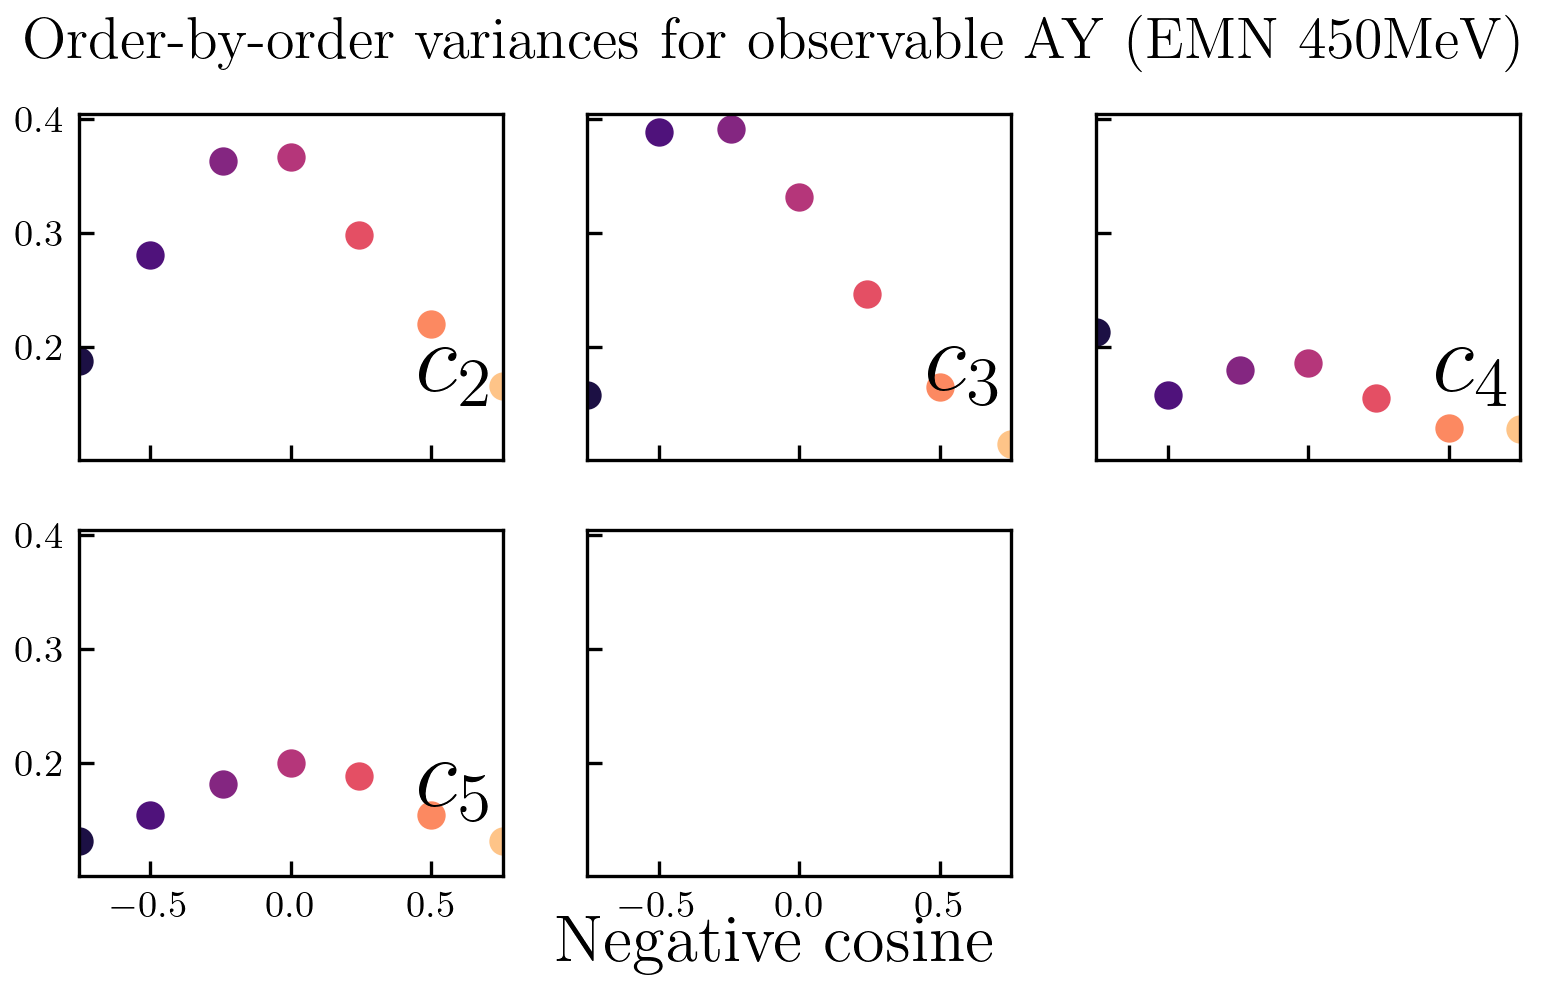 Order-by-order variances for observable AY (EMN 450MeV)
0.4
0.3
0.2
c2
c3
c4
0.4
0.3
0.2
c5
−0.5 0.0 0.5
−0.5 0.0 0.5
Negative cosine